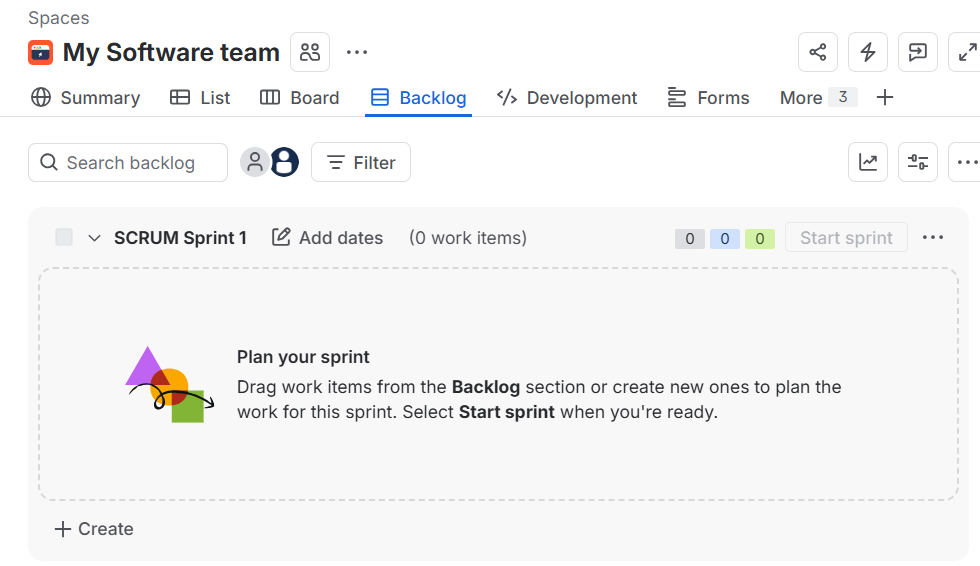 Spaces
My Software team
Summary List Board Backlog Development Forms More 3
Search backlog Filter
SCRUM Sprint 1 Add dates (0 work items) 0 0 0 Start sprint
Plan your sprint
Drag work items from the Backlog section or create new ones to plan the
work for this sprint. Select Start sprint when you're ready.
Create